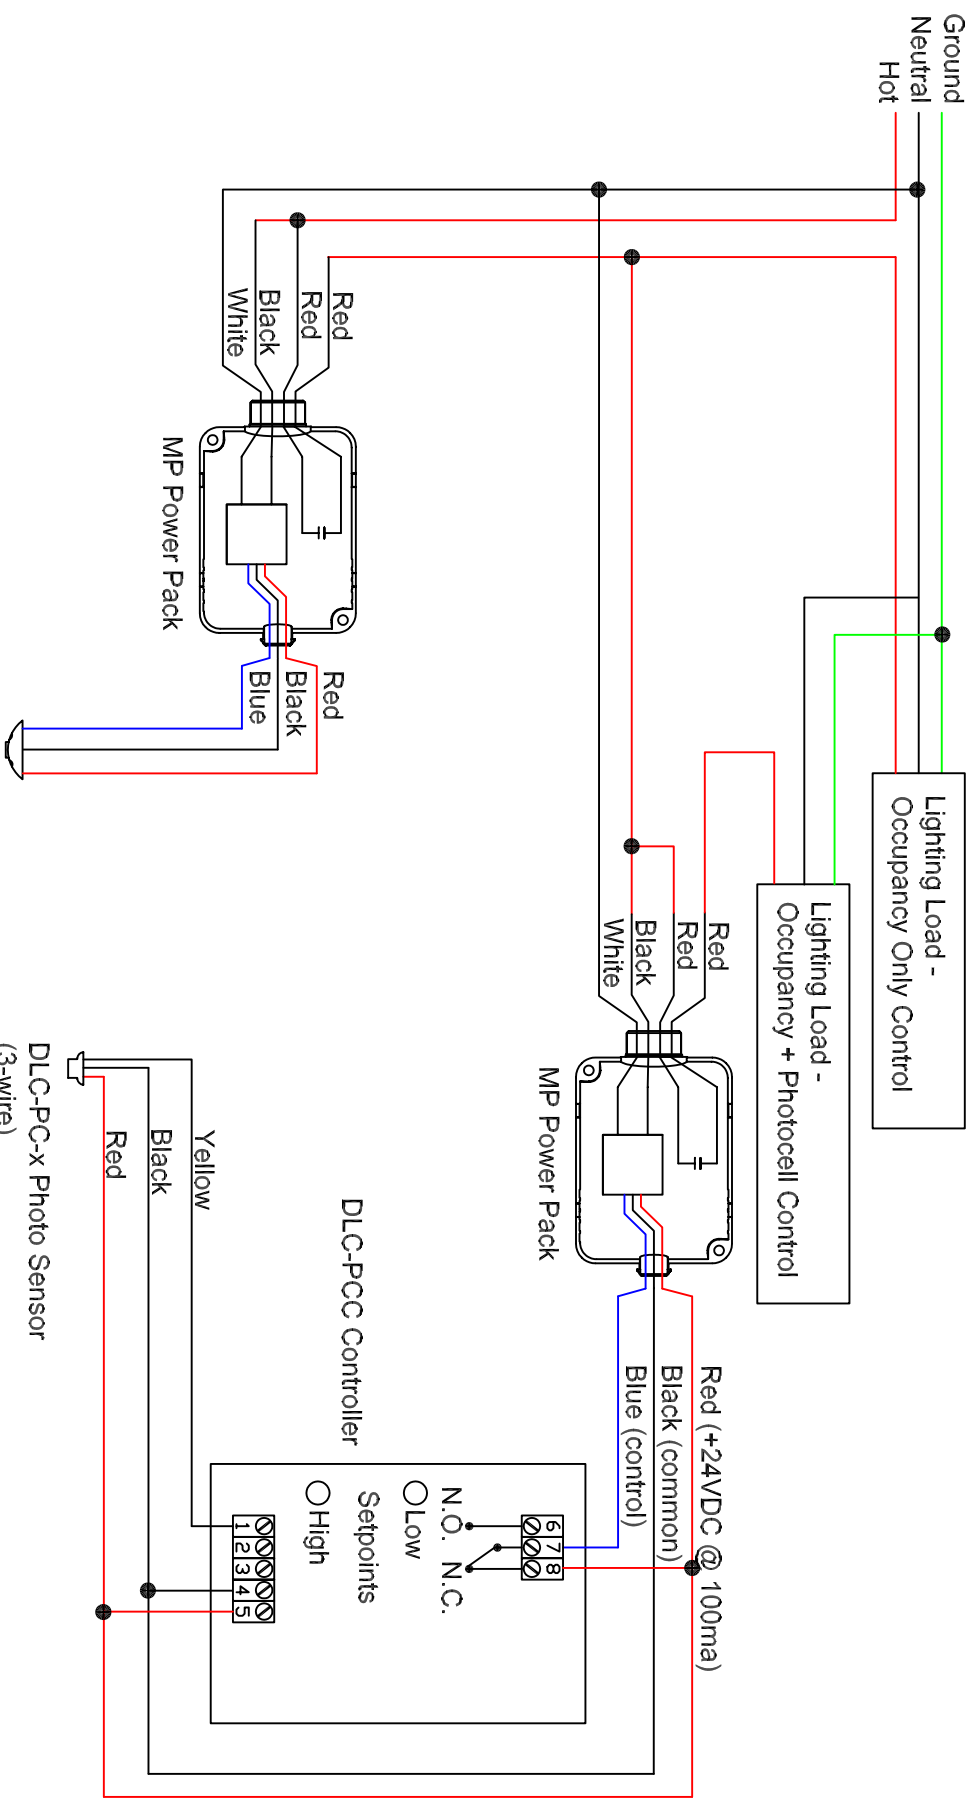 Ground
Neutral
Hot
Lighting Load -
Occupancy Only Control
Lighting Load -
Occupancy + Photocell Control
Red
Red
Black
White
MP Power Pack
Red
Black
Blue
Red
Red
Black
White
MP Power Pack
Red (+24VDC @ 100ma)
Black (common)
Blue (control)
DLC-PCC Controller
6 7 8
N.O. N.C.
Low
Setpoints
High
1 2 3 4 5
Yellow
Black
Red
DLC-PC-x Photo Sensor
(3-wire)